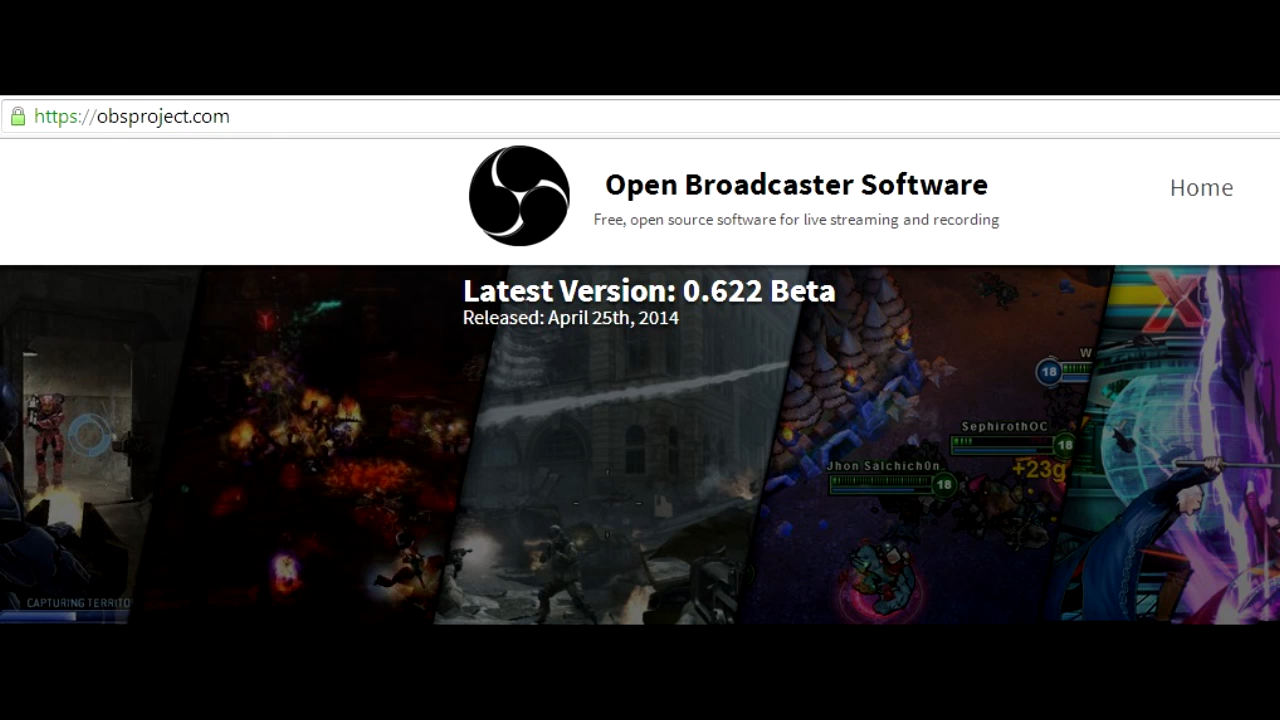 https://obsproject.com
Open Broadcaster Software
Home
Free, open source software for live streaming and recording
Latest Version: 0.622 Beta
Released: April 25th, 2014
18
SephirothOC
18
Jhon Salchich0n
+23g
18
CAPTURING TERRITO